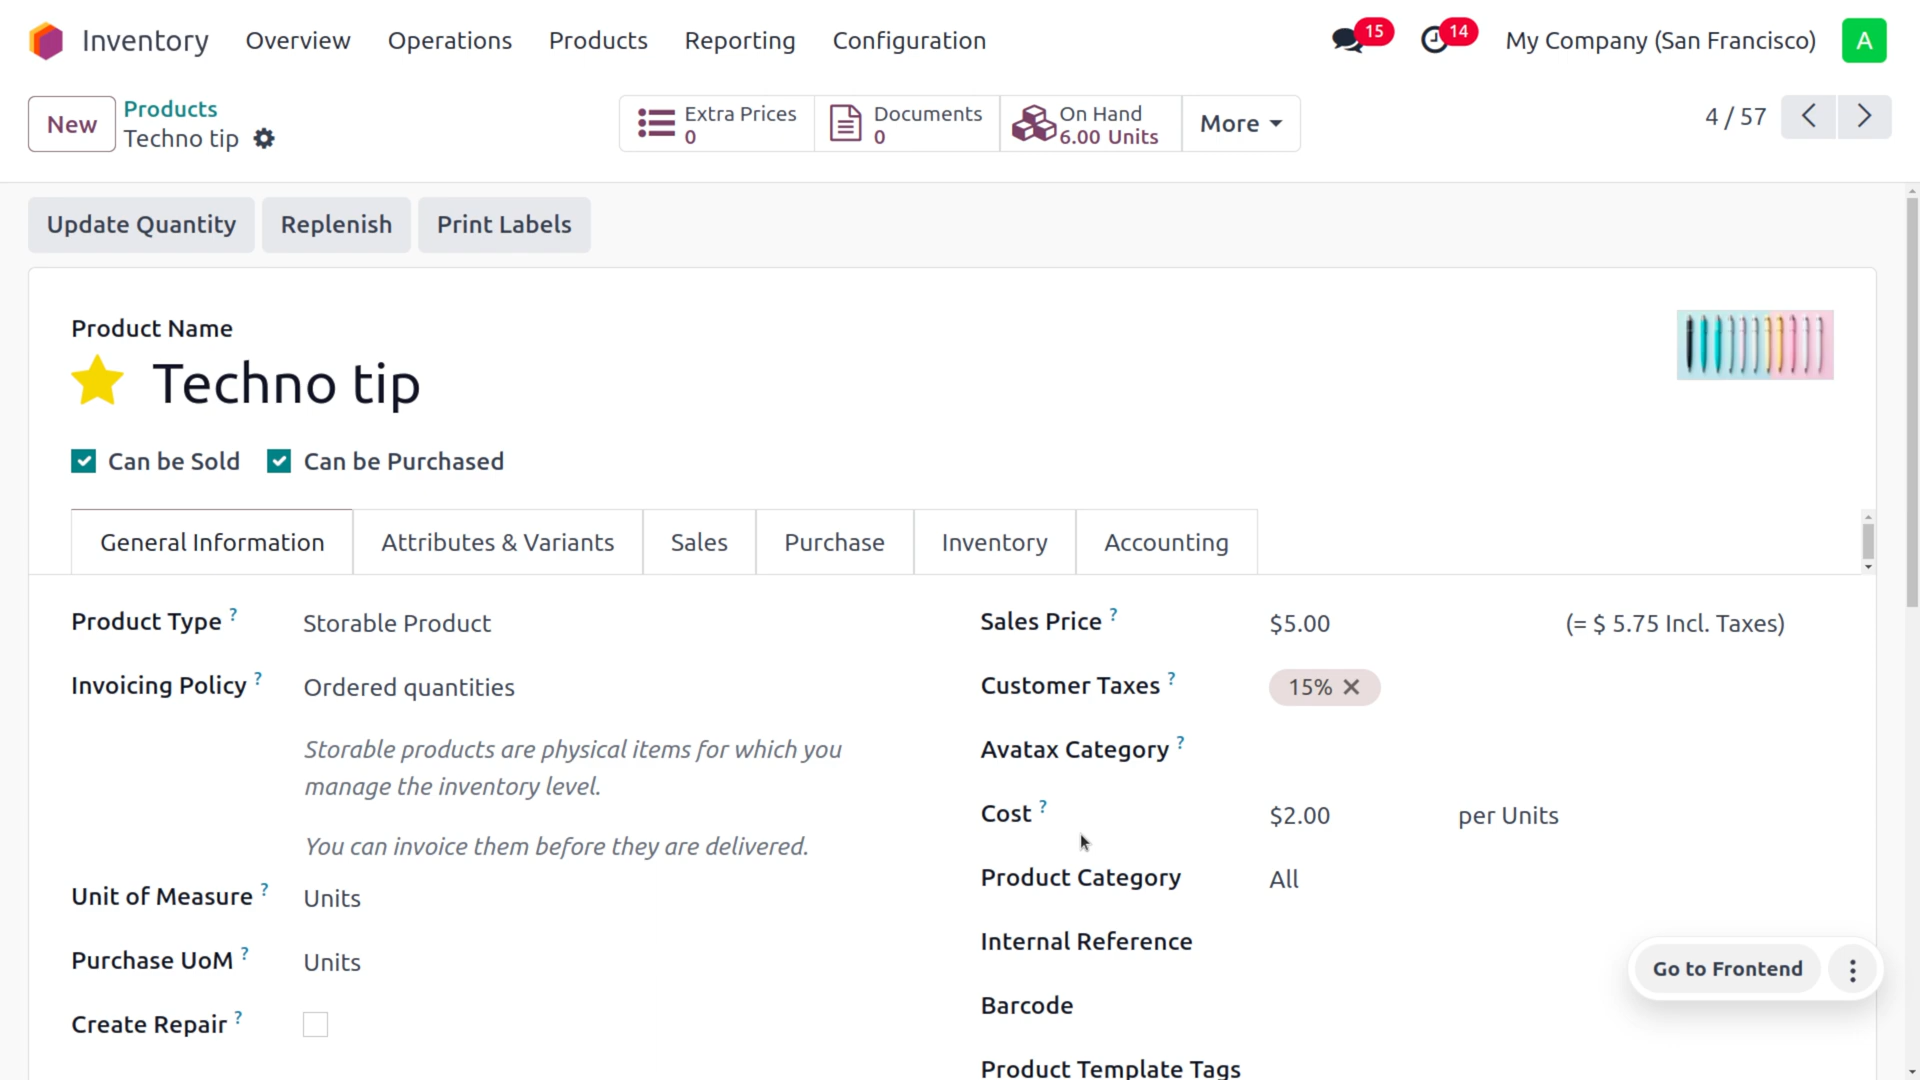 Inventory Overview Operations Products Reporting Configuration 15 14 My Company (San Francisco) A
New Products Techno tip
Extra Prices 0 Documents 0 On Hand 6.00 Units More 4 / 57
Update Quantity Replenish Print Labels
Product Name
Techno tip
Can be Sold Can be Purchased
General Information Attributes & Variants Sales Purchase Inventory Accounting
Product Type ? Storable Product
Invoicing Policy ? Ordered quantities
Storable products are physical items for which you
manage the inventory level.
You can invoice them before they are delivered.
Unit of Measure ? Units
Purchase UoM ? Units
Create Repair ?
Sales Price ? $5.00 (= $ 5.75 Incl. Taxes)
Customer Taxes ? 15%
Avatax Category ?
Cost ? $2.00 per Units
Product Category All
Internal Reference
Barcode
Product Template Tags
Go to Frontend